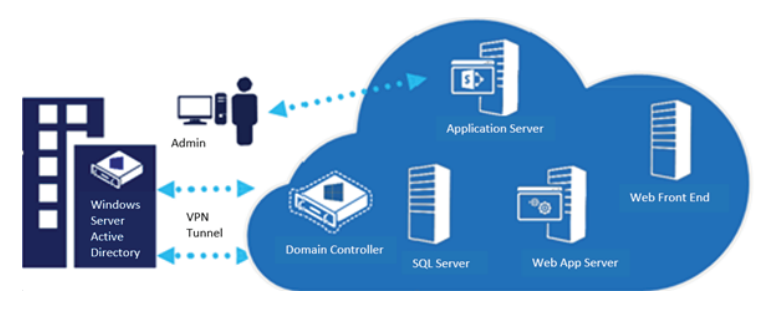 Application Server
Admin
Web Front End
Windows
Server
Active
Directory
VPN
Tunnel
Domain Controller
SQL Server
Web App Server
S